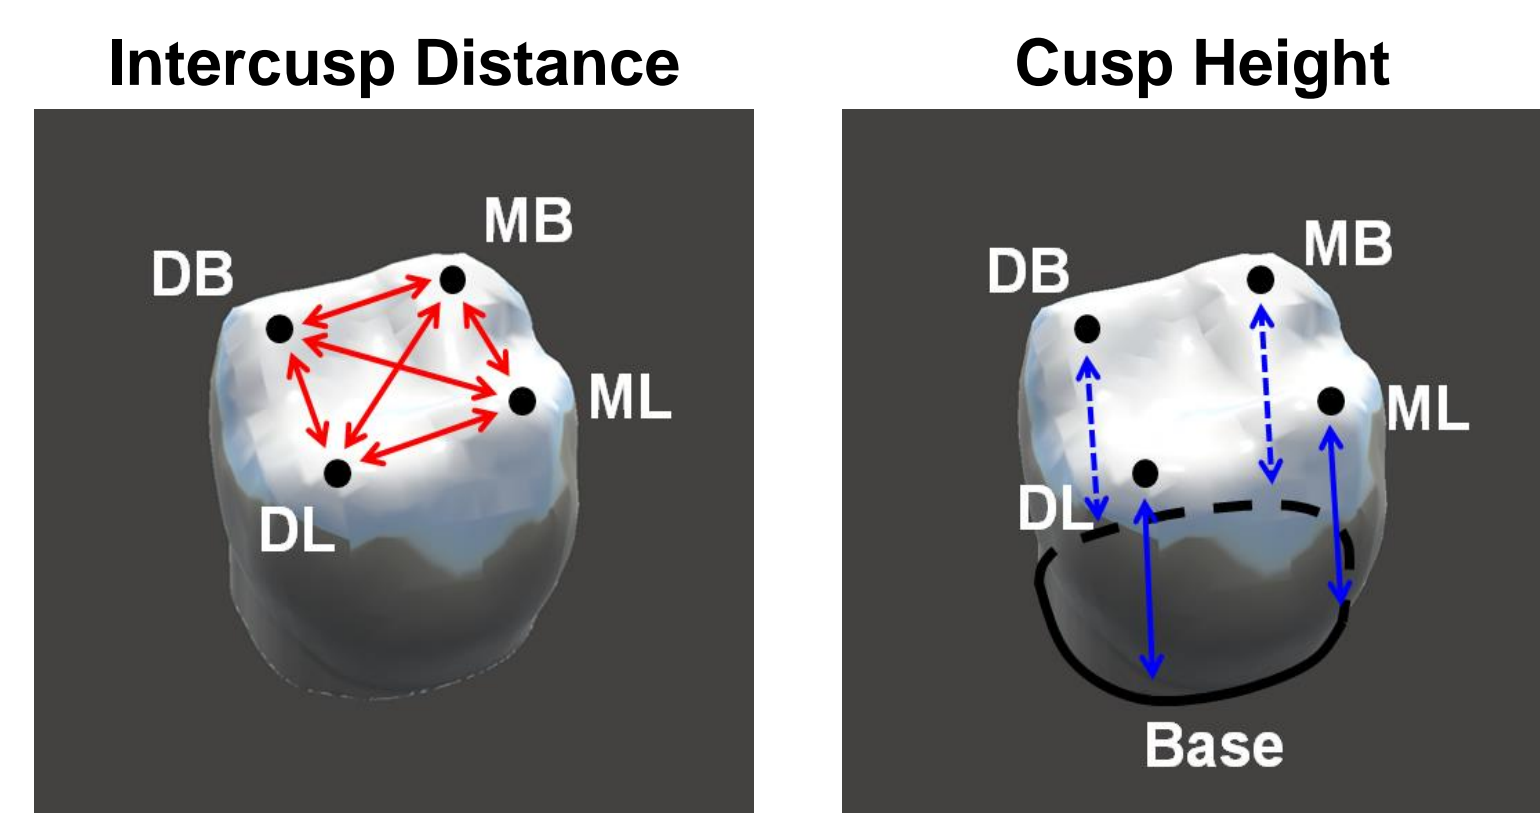 Intercusp Distance
MB
DB
ML
DL
Cusp Height
MB
DB
ML
DL
Base